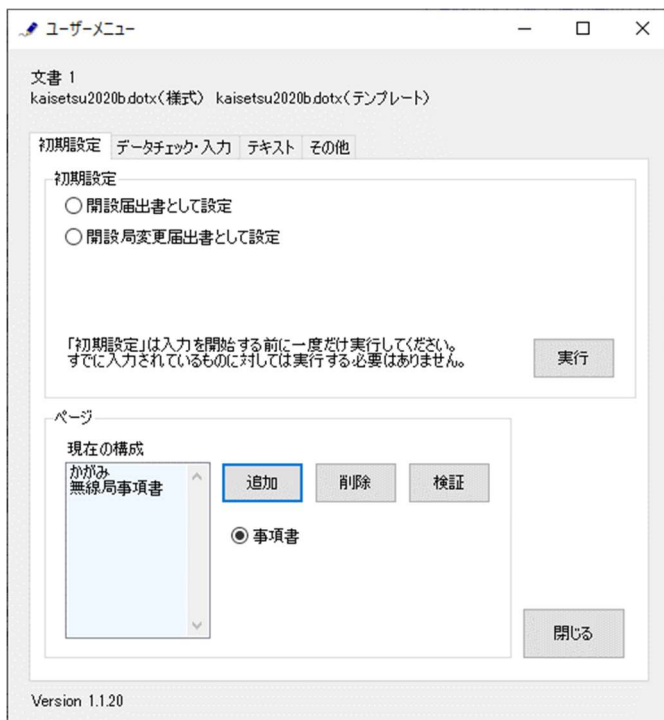 ユーザーメニュー
文書 1
kaisetsu2020b.dotx(様式) kaisetsu2020b.dotx(テンプレート)
初期設定 データチェック・入力 テキスト その他
初期設定
開設届出書として設定
開設局変更届出書として設定
「初期設定」は入力を開始する前に一度だけ実行してください。
すでに入力されているものに対しては実行する必要はありません。
実行
ページ
現在の構成
かがみ
無線局事項書
追加 削除 検証
事項書
閉じる
Version 1.1.20